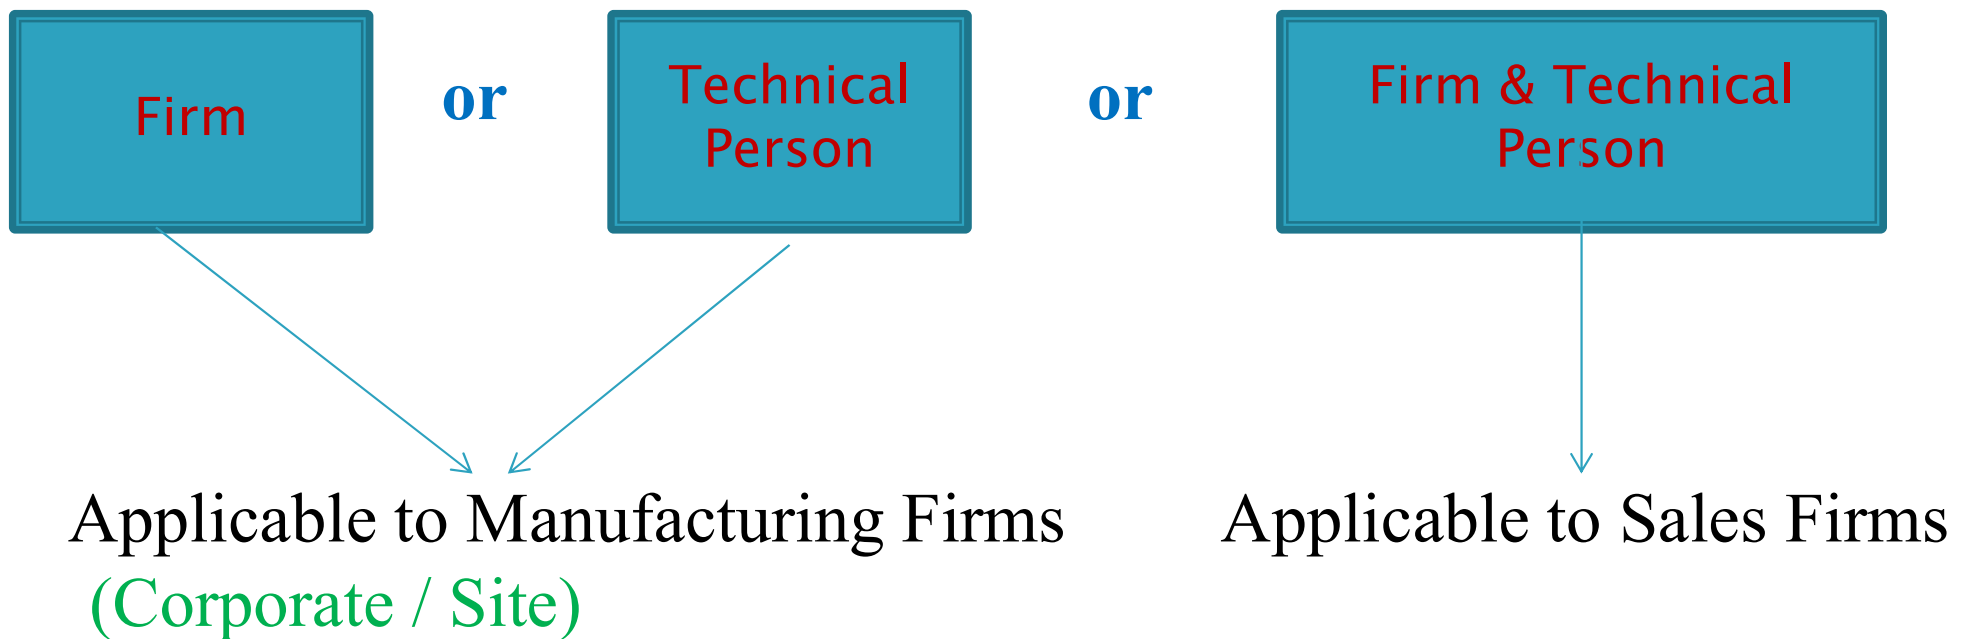 Firm
or
Technical
Person
or
Firm & Technical
Person
Applicable to Manufacturing Firms
(Corporate / Site)
Applicable to Sales Firms